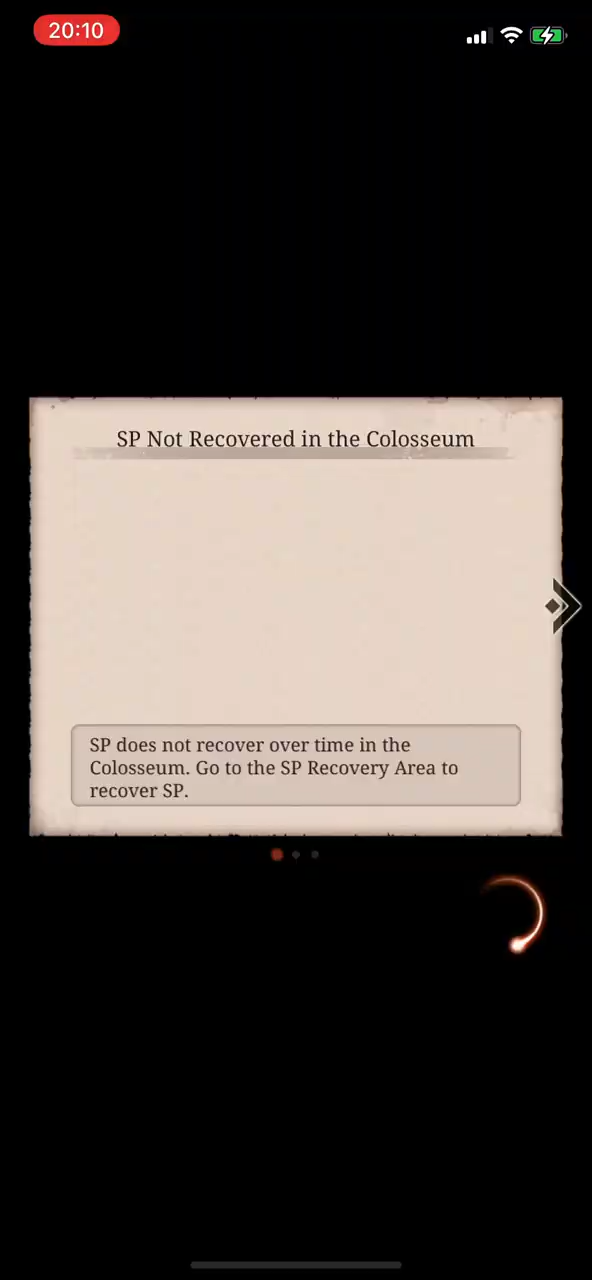 20:10
SP Not Recovered in the Colosseum
SP does not recover over time in the
Colosseum. Go to the SP Recovery Area to
recover SP.